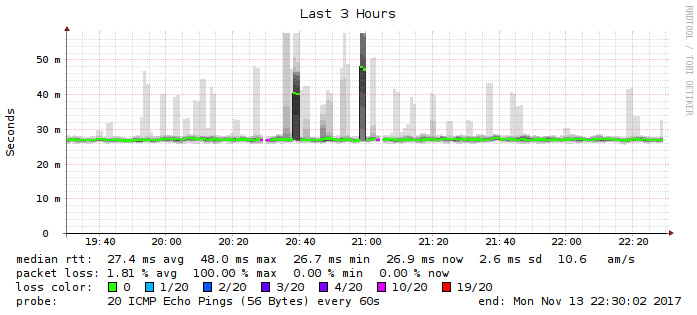 Last 3 Hours
RRDTOOL / TOBI OETIKER
Seconds
50 m
40 m
30 m
20 m
10 m
0
19:40 20:00 20:20 20:40 21:00 21:20 21:40 22:00 22:20
median rtt: 27.4 ms avg 48.0 ms max 26.7 ms min 26.9 ms now 2.6 ms sd 10.6 am/s
packet loss: 1.81 % avg 100.00 % max 0.00 % min 0.00 % now
loss color: 0 1/20 2/20 3/20 4/20 10/20 19/20
probe: 20 ICMP Echo Pings (56 Bytes) every 60s end: Mon Nov 13 22:30:02 2017